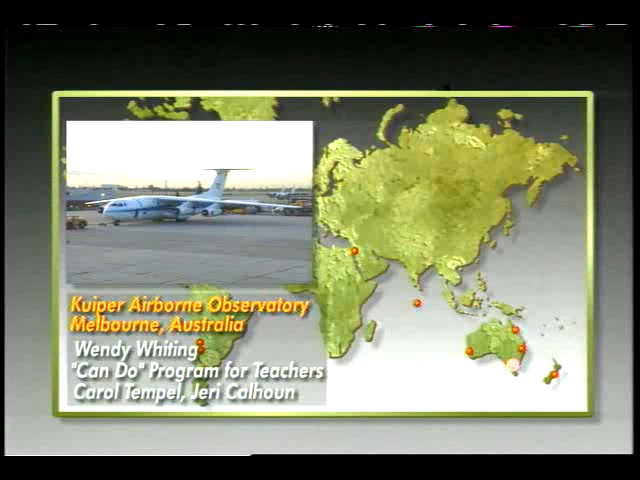 Kuiper Airborne Observatory
Melbourne, Australia
Wendy Whiting
"Can Do" Program for Teachers
Carol Tempel, Jeri Calhoun